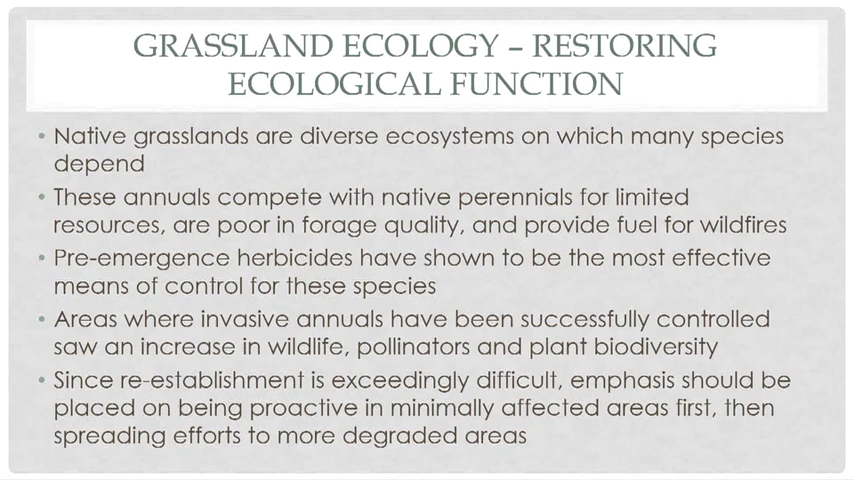 GRASSLAND ECOLOGY – RESTORING
ECOLOGICAL FUNCTION
• Native grasslands are diverse ecosystems on which many species
depend
• These annuals compete with native perennials for limited
resources, are poor in forage quality, and provide fuel for wildfires
• Pre-emergence herbicides have shown to be the most effective
means of control for these species
• Areas where invasive annuals have been successfully controlled
saw an increase in wildlife, pollinators and plant biodiversity
• Since re-establishment is exceedingly difficult, emphasis should be
placed on being proactive in minimally affected areas first, then
spreading efforts to more degraded areas